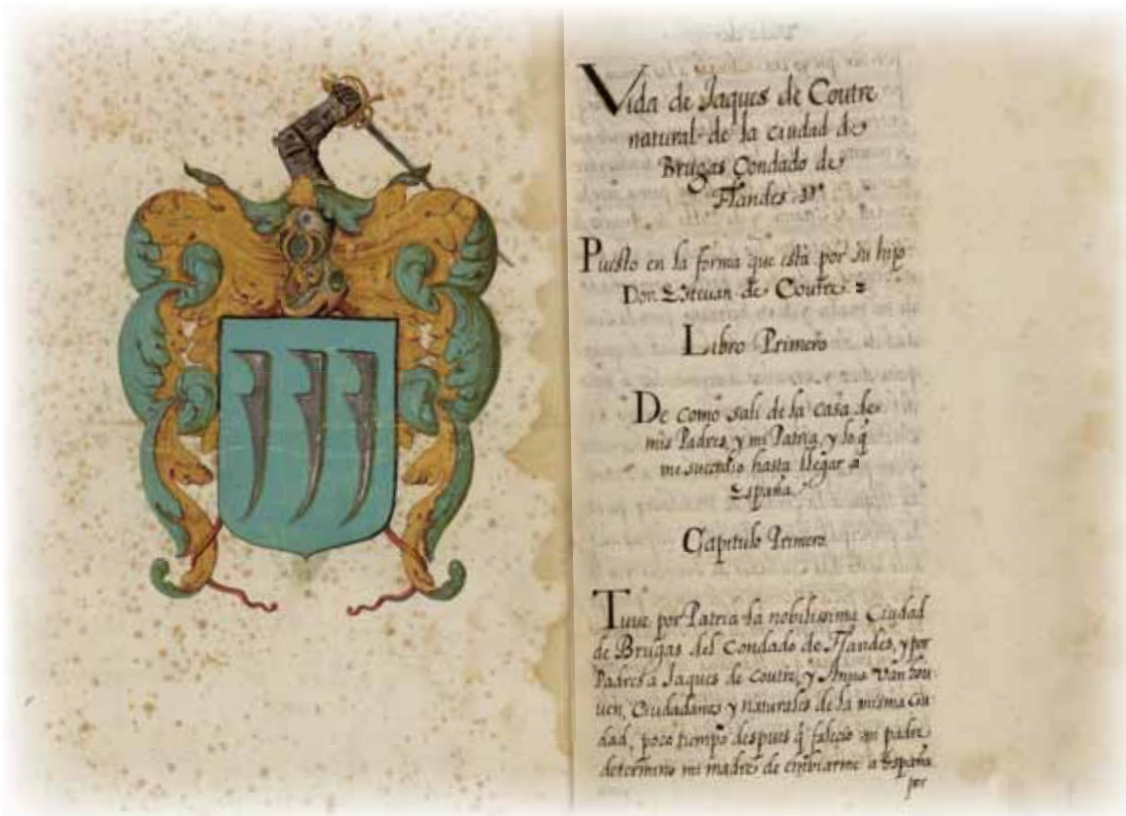 Vida de Jaques de Coutre
natural de la ciudad de
Brugas Condado de
Flandes
Puesto en la forma que està por su hijo
Don Esteuan de Coutre
Libro Primero
De como sali de la casa de
mis Padres, y mi Patria, y lo q̃
me sucedio hasta llegar a
España.
Capitulo Primero
Tuue por Patria la nobilissima Ciudad
de Brugas del Condado de Flandes, y por
Padres a Jaques de Coutre, y Anna Van
Ciudadanos y naturales de la misma Ciu
dad, poco tiempo despues q̃ falecio mi padre
determino mi madre de embiarme a España
por